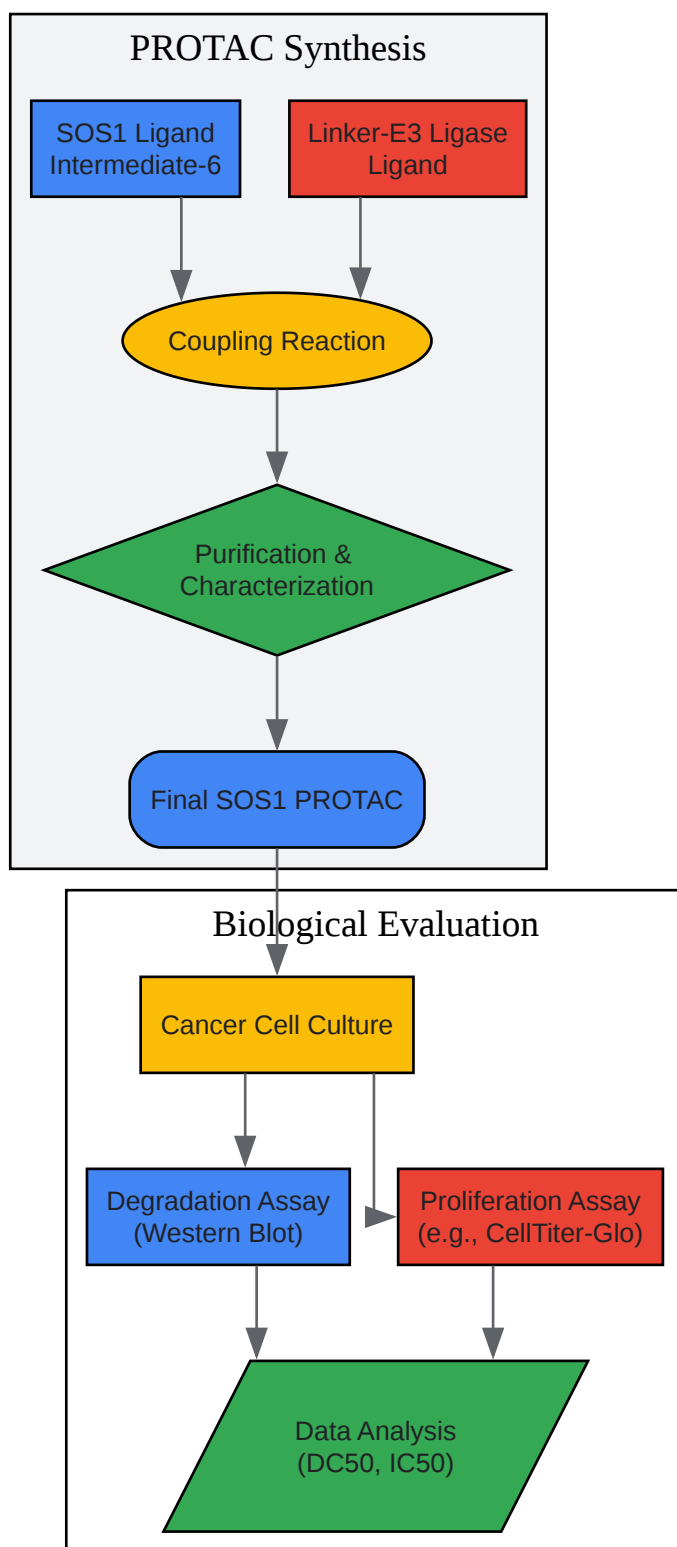 PROTAC Synthesis
SOS1 Ligand
Intermediate-6
Linker-E3 Ligase
Ligand
Coupling Reaction
Purification &
Characterization
Final SOS1 PROTAC
Biological Evaluation
Cancer Cell Culture
Degradation Assay
(Western Blot)
Proliferation Assay
(e.g., CellTiter-Glo)
Data Analysis
(DC50, IC50)